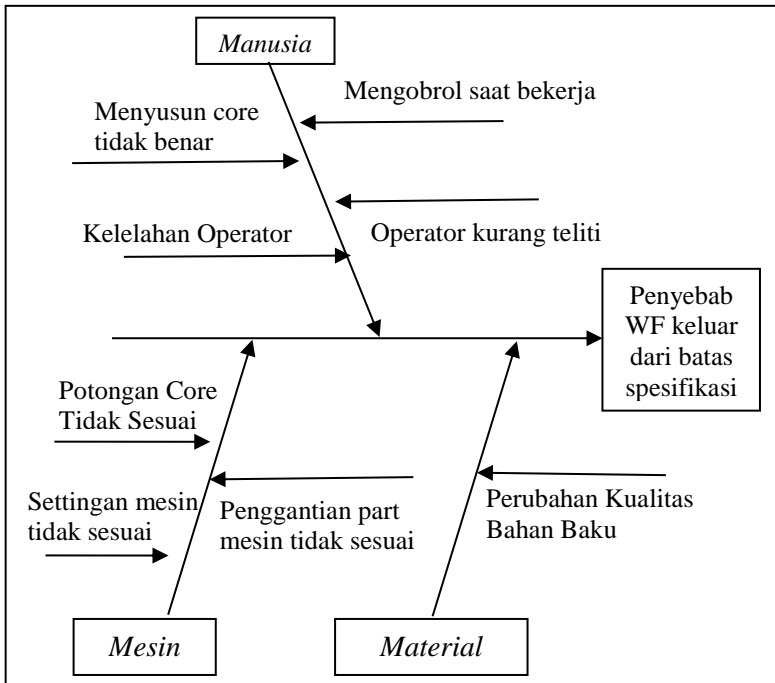 Manusia
Mengobrol saat bekerja
Menyusun core
tidak benar
Kelelahan Operator
Operator kurang teliti
Penyebab
WF keluar
dari batas
spesifikasi
Potongan Core
Tidak Sesuai
Settingan mesin
tidak sesuai
Penggantian part
mesin tidak sesuai
Perubahan Kualitas
Bahan Baku
Mesin
Material